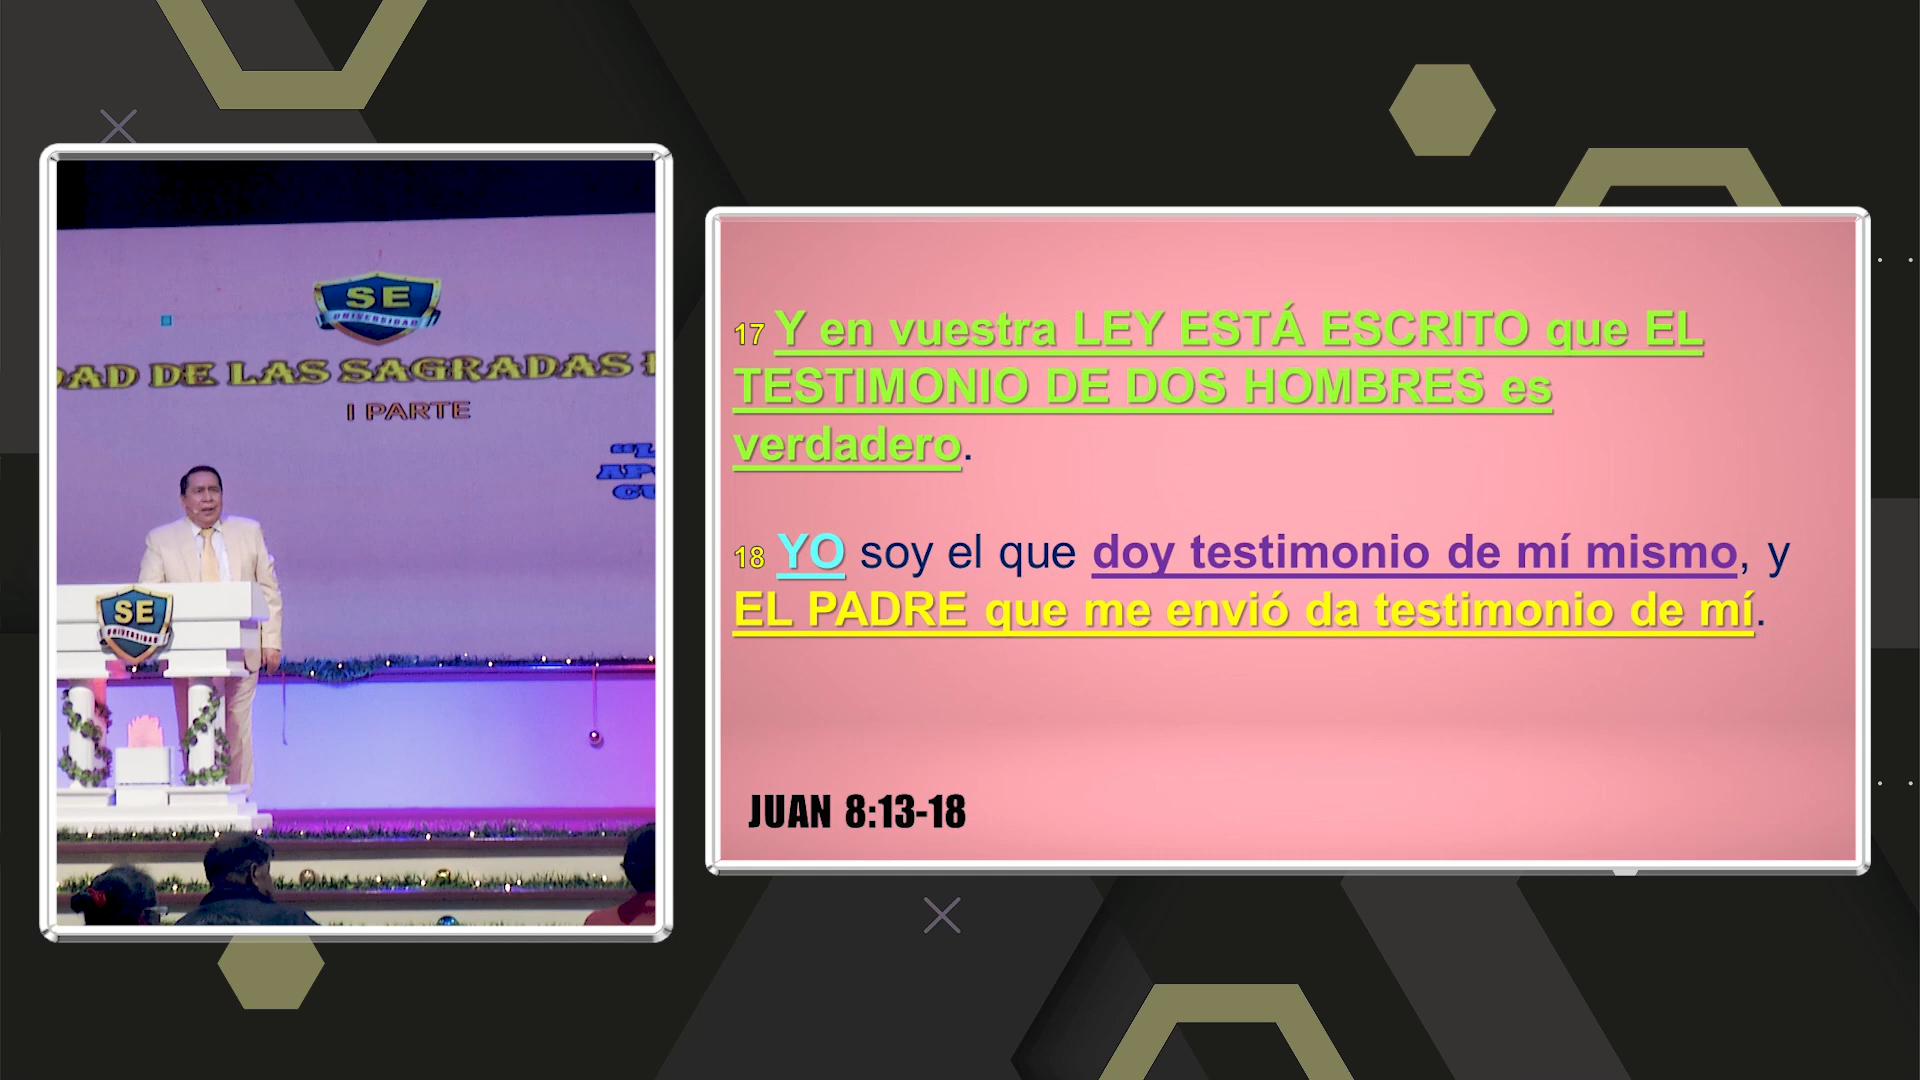 SE
UNIVERSIDAD
DAD DE LAS SAGRADAS
I PARTE
SE
UNIVERSIDAD
17 Y en vuestra LEY ESTÁ ESCRITO que EL
TESTIMONIO DE DOS HOMBRES es
verdadero.
18 YO soy el que doy testimonio de mí mismo, y
EL PADRE que me envió da testimonio de mí.
JUAN 8:13-18